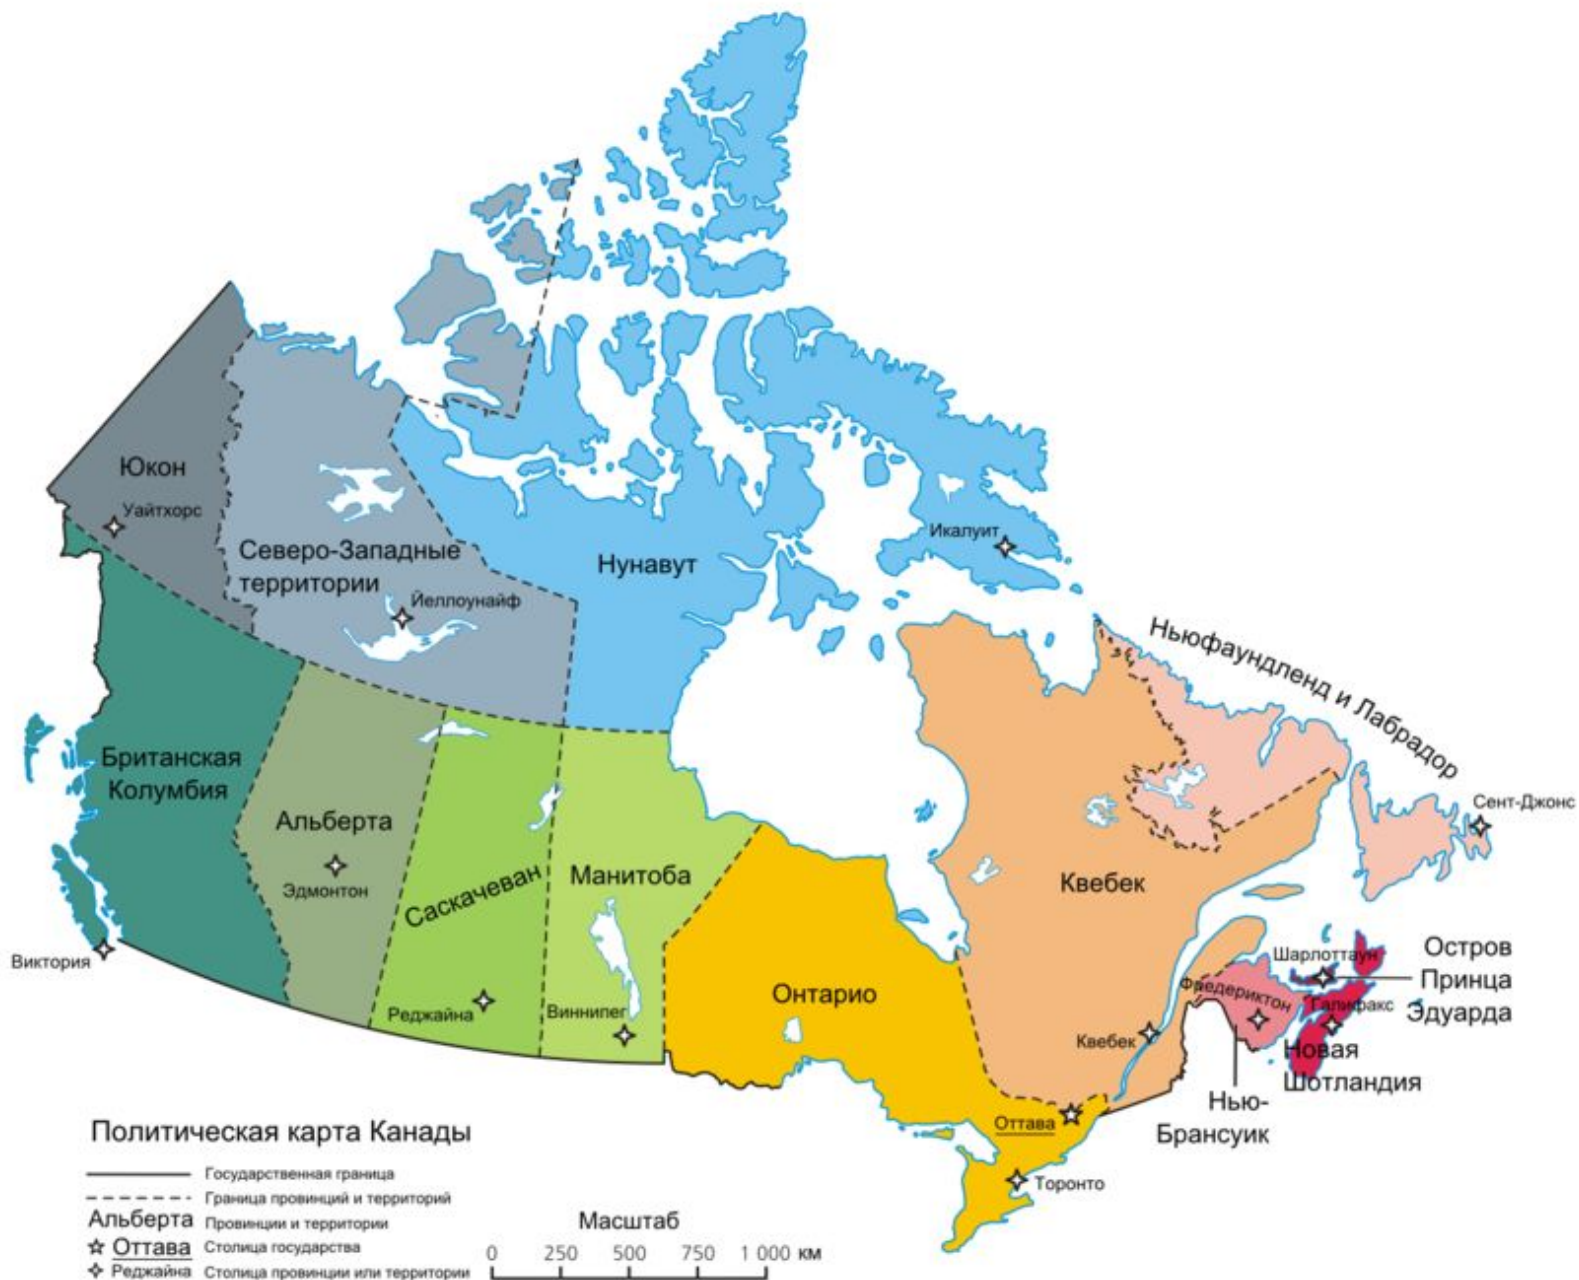 Юкон
Уайтхорс
Северо-Западные
территории
Йеллоунайф
Нунавут
Икалуит
Ньюфаундленд и Лабрадор
Сент-Джонс
Британская
Колумбия
Виктория
Альберта
Эдмонтон
Саскачеван
Реджайна
Манитоба
Виннипег
Онтарио
Оттава
Торонто
Квебек
Квебек
Шарлоттаун
Остров
Принца
Эдуарда
Фредериктон
Галифакс
Новая
Шотландия
Нью-
Брансуик
Политическая карта Канады
Государственная граница
Граница провинций и территорий
Альберта Провинции и территории
Оттава Столица государства
Реджайна Столица провинции или территории
Масштаб
0 250 500 750 1 000 км